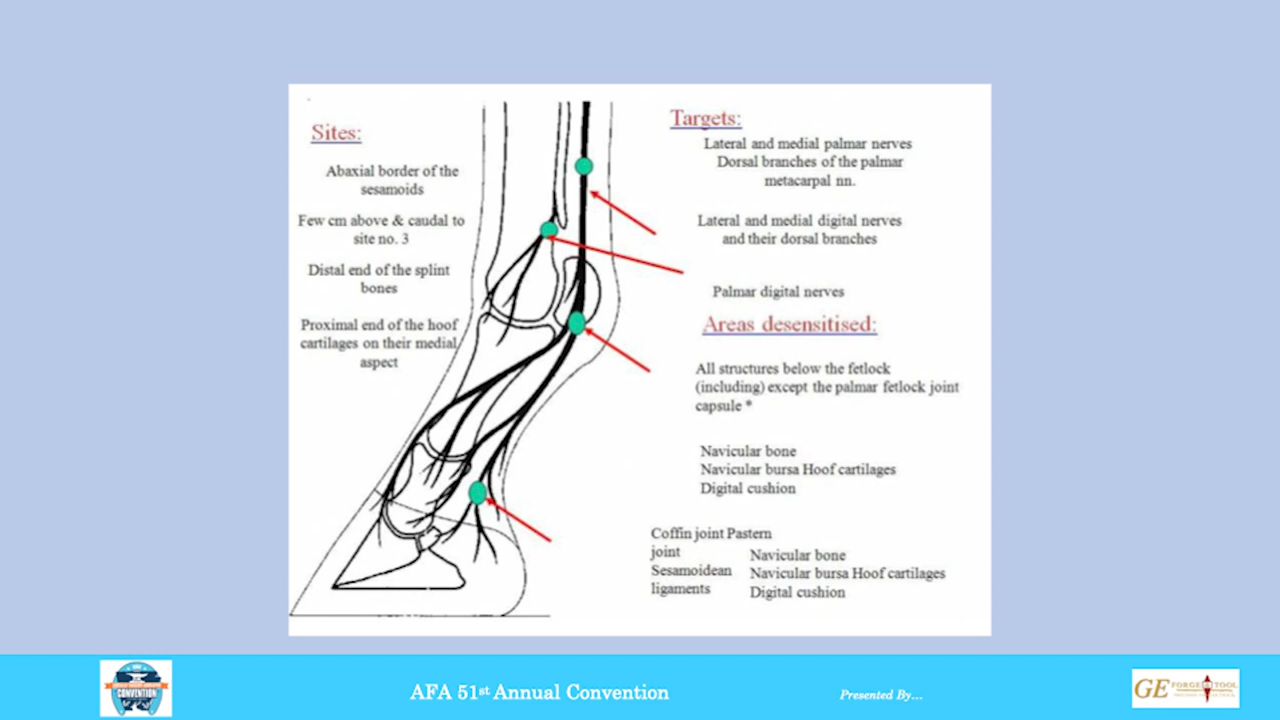 Sites:
Abaxial border of the
sesamoids
Few cm above & caudal to
site no. 3
Distal end of the splint
bones
Proximal end of the hoof
cartilages on their medial
aspect
Targets:
Lateral and medial palmar nerves
Dorsal branches of the palmar
metacarpal nn.
Lateral and medial digital nerves
and their dorsal branches
Palmar digital nerves
Areas desensitised:
All structures below the fetlock
(including) except the palmar fetlock joint
capsule *
Navicular bone
Navicular bursa Hoof cartilages
Digital cushion
Coffin joint Pastern
joint
Sesamoidean
ligaments
Navicular bone
Navicular bursa Hoof cartilages
Digital cushion
CONVENTION
AFA 51st Annual Convention
Presented By...
GE FORGE & TOOL